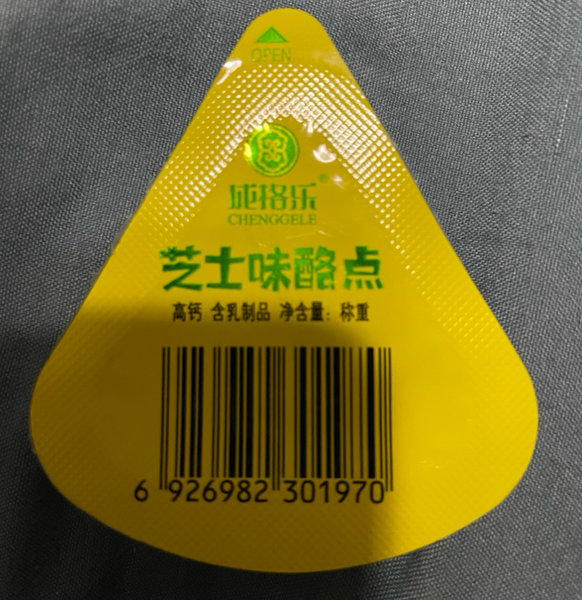 OPEN
城格乐®
CHENGGELE
芝士味酪点
高钙 含乳制品 净含量：称重
6 926982 301970